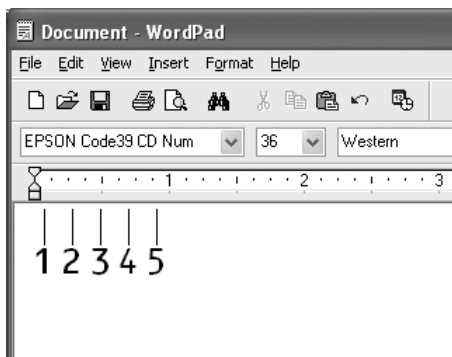 Document - WordPad
File Edit View Insert Format Help
EPSON Code39 CD Num 36 Western
1 2 3
1 2 3 4 5